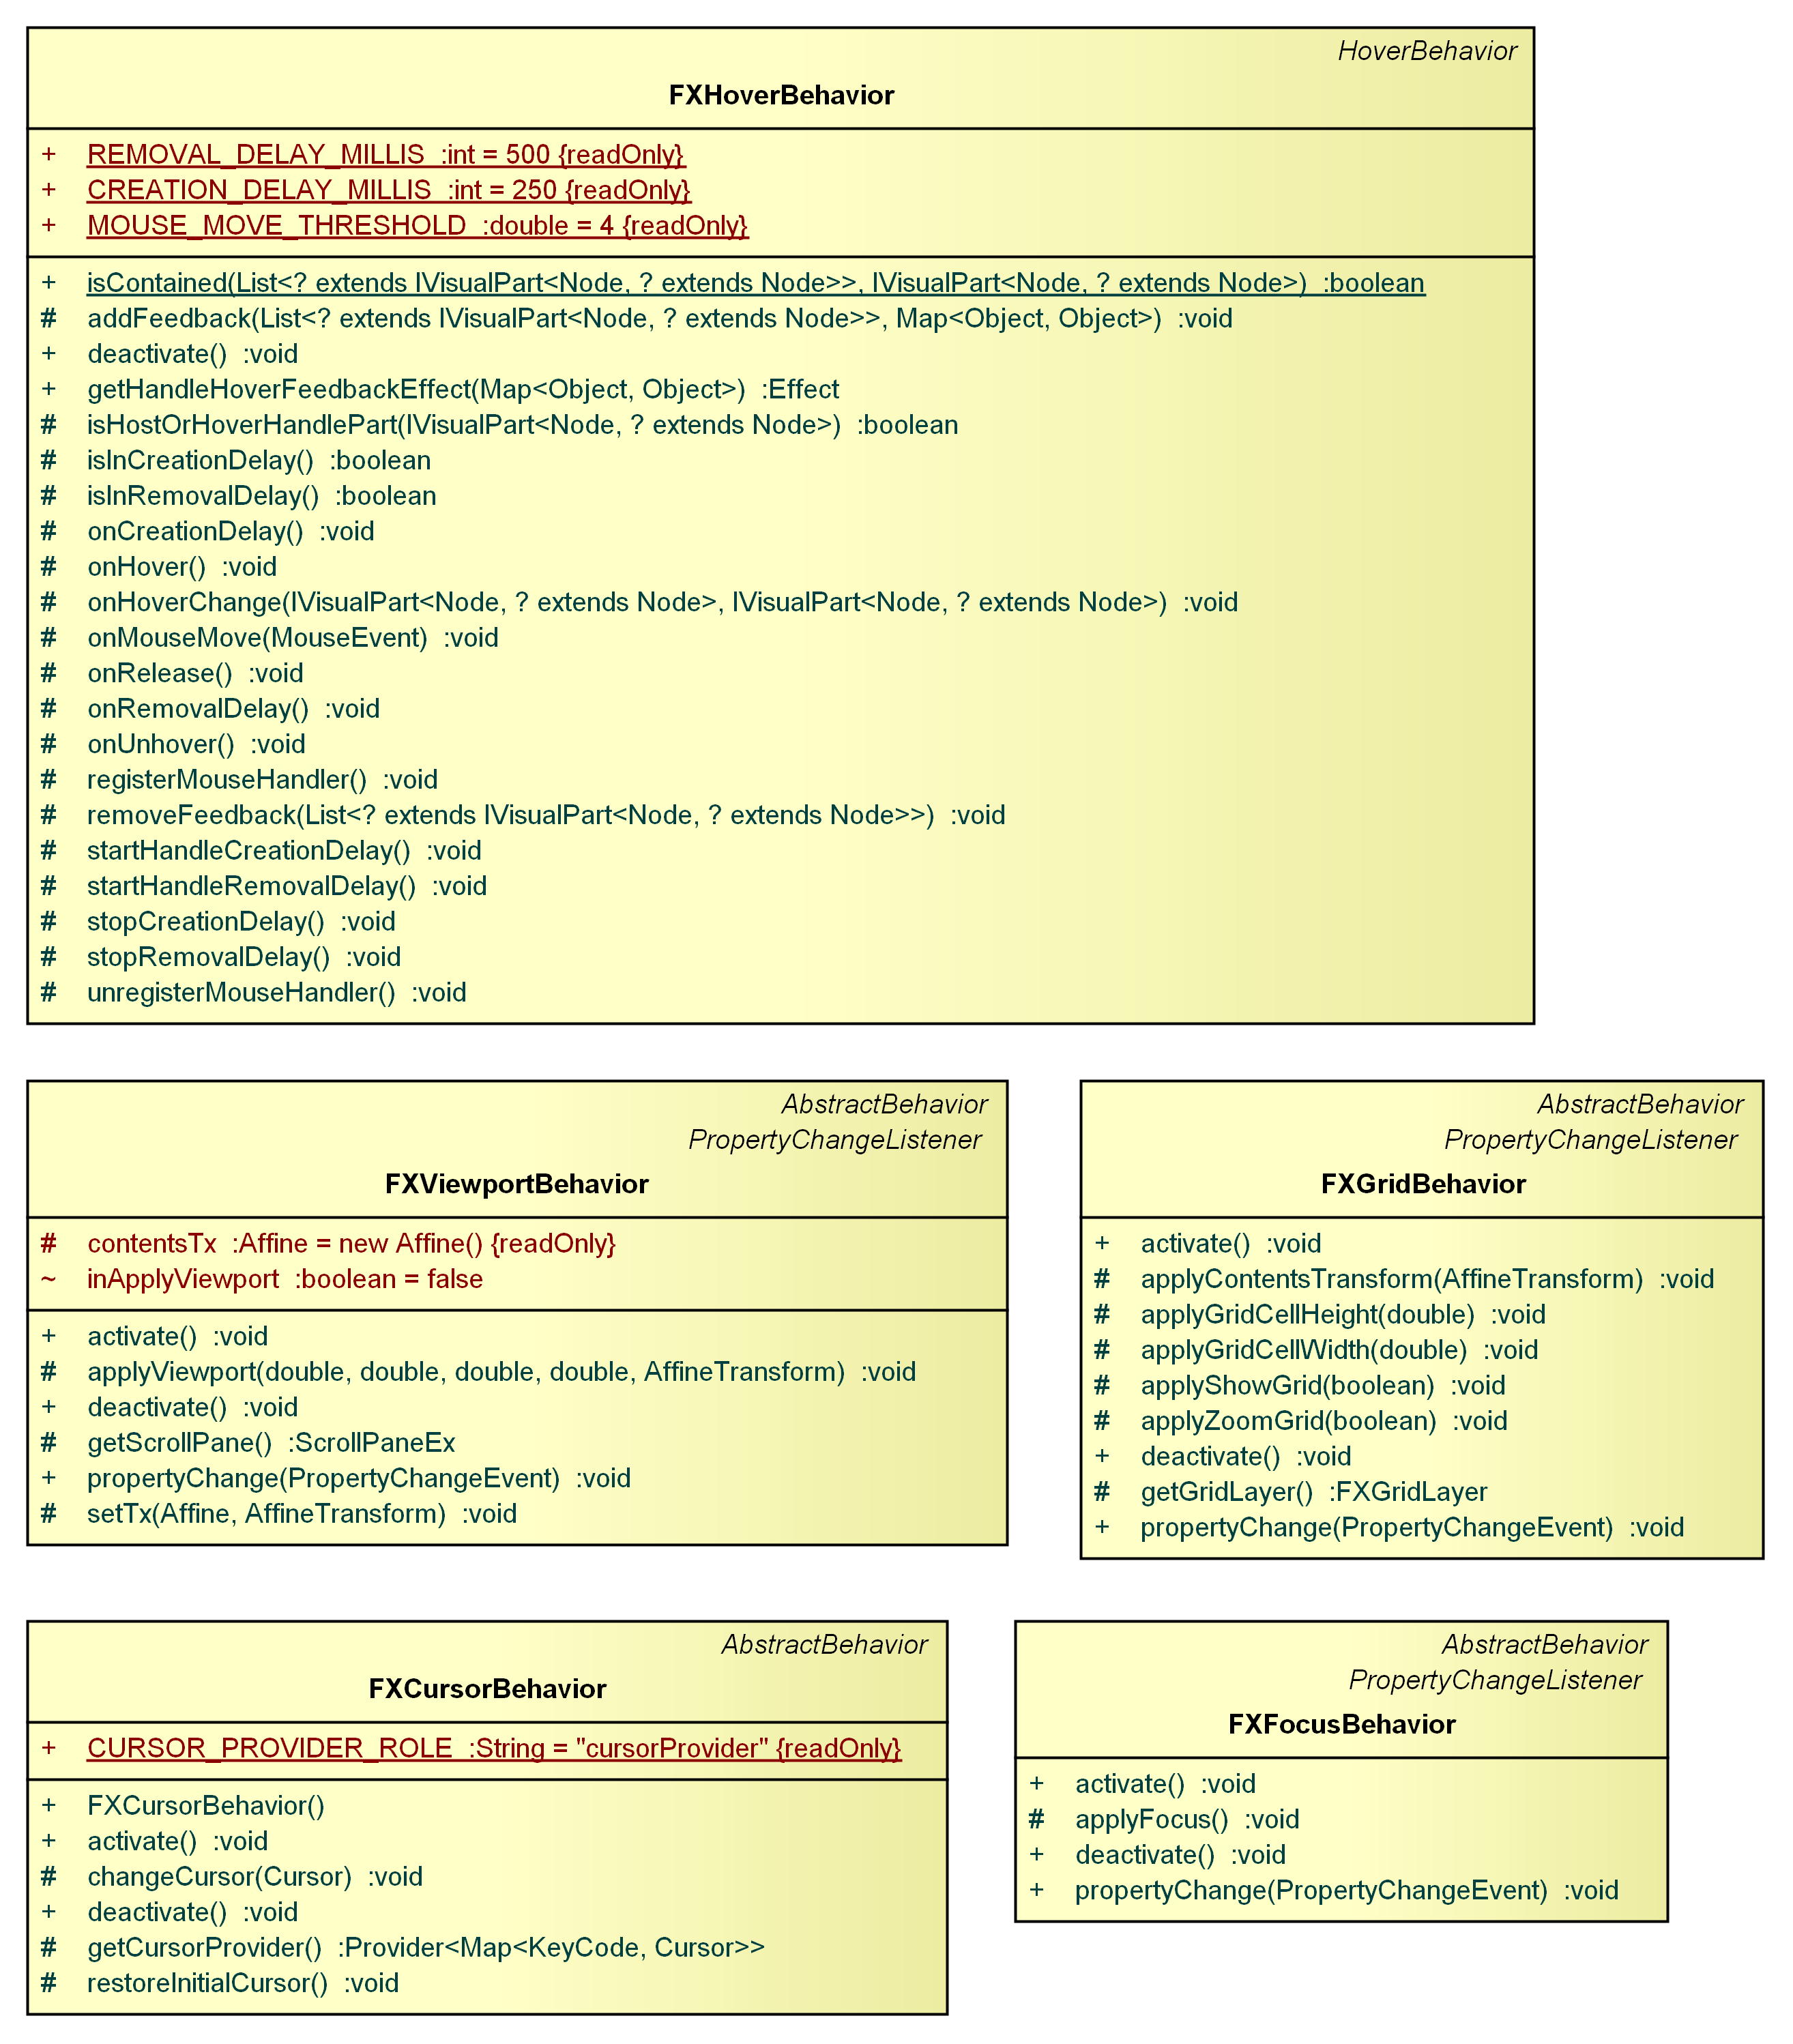 HoverBehavior
FXHoverBehavior
+ REMOVAL_DELAY_MILLIS :int = 500 {readOnly}
+ CREATION_DELAY_MILLIS :int = 250 {readOnly}
+ MOUSE_MOVE_THRESHOLD :double = 4 {readOnly}
+ isContained(List<? extends IVisualPart<Node, ? extends Node>>, IVisualPart<Node, ? extends Node>) :boolean
# addFeedback(List<? extends IVisualPart<Node, ? extends Node>>, Map<Object, Object>) :void
+ deactivate() :void
+ getHandleHoverFeedbackEffect(Map<Object, Object>) :Effect
# isHostOrHoverHandlePart(IVisualPart<Node, ? extends Node>) :boolean
# isInCreationDelay() :boolean
# isInRemovalDelay() :boolean
# onCreationDelay() :void
# onHover() :void
# onHoverChange(IVisualPart<Node, ? extends Node>, IVisualPart<Node, ? extends Node>) :void
# onMouseMove(MouseEvent) :void
# onRelease() :void
# onRemovalDelay() :void
# onUnhover() :void
# registerMouseHandler() :void
# removeFeedback(List<? extends IVisualPart<Node, ? extends Node>>) :void
# startHandleCreationDelay() :void
# startHandleRemovalDelay() :void
# stopCreationDelay() :void
# stopRemovalDelay() :void
# unregisterMouseHandler() :void
AbstractBehavior
PropertyChangeListener
FXViewportBehavior
# contentsTx :Affine = new Affine() {readOnly}
~ inApplyViewport :boolean = false
+ activate() :void
# applyViewport(double, double, double, double, AffineTransform) :void
+ deactivate() :void
# getScrollPane() :ScrollPaneEx
+ propertyChange(PropertyChangeEvent) :void
# setTx(Affine, AffineTransform) :void
AbstractBehavior
PropertyChangeListener
FXGridBehavior
+ activate() :void
# applyContentsTransform(AffineTransform) :void
# applyGridCellHeight(double) :void
# applyGridCellWidth(double) :void
# applyShowGrid(boolean) :void
# applyZoomGrid(boolean) :void
+ deactivate() :void
# getGridLayer() :FXGridLayer
+ propertyChange(PropertyChangeEvent) :void
AbstractBehavior
FXCursorBehavior
+ CURSOR_PROVIDER_ROLE :String = "cursorProvider" {readOnly}
+ FXCursorBehavior()
+ activate() :void
# changeCursor(Cursor) :void
+ deactivate() :void
# getCursorProvider() :Provider<Map<KeyCode, Cursor>>
# restoreInitialCursor() :void
AbstractBehavior
PropertyChangeListener
FXFocusBehavior
+ activate() :void
# applyFocus() :void
+ deactivate() :void
+ propertyChange(PropertyChangeEvent) :void